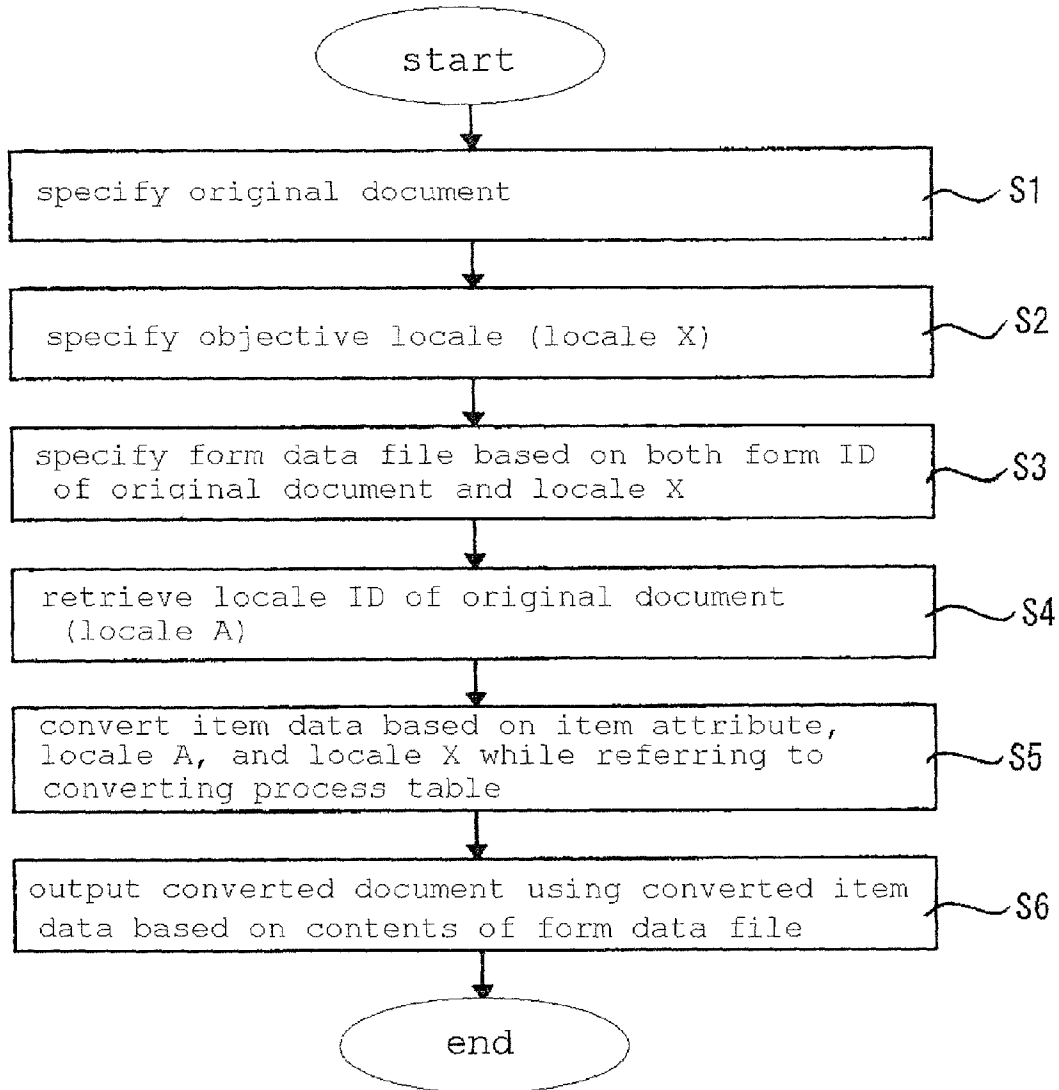 start
specify original document
S1
specify objective locale (locale X)
S2
specify form data file based on both form ID
of original document and locale X
S3
retrieve locale ID of original document
(locale A)
S4
convert item data based on item attribute,
locale A, and locale X while referring to
converting process table
S5
output converted document using converted item
data based on contents of form data file
S6
end